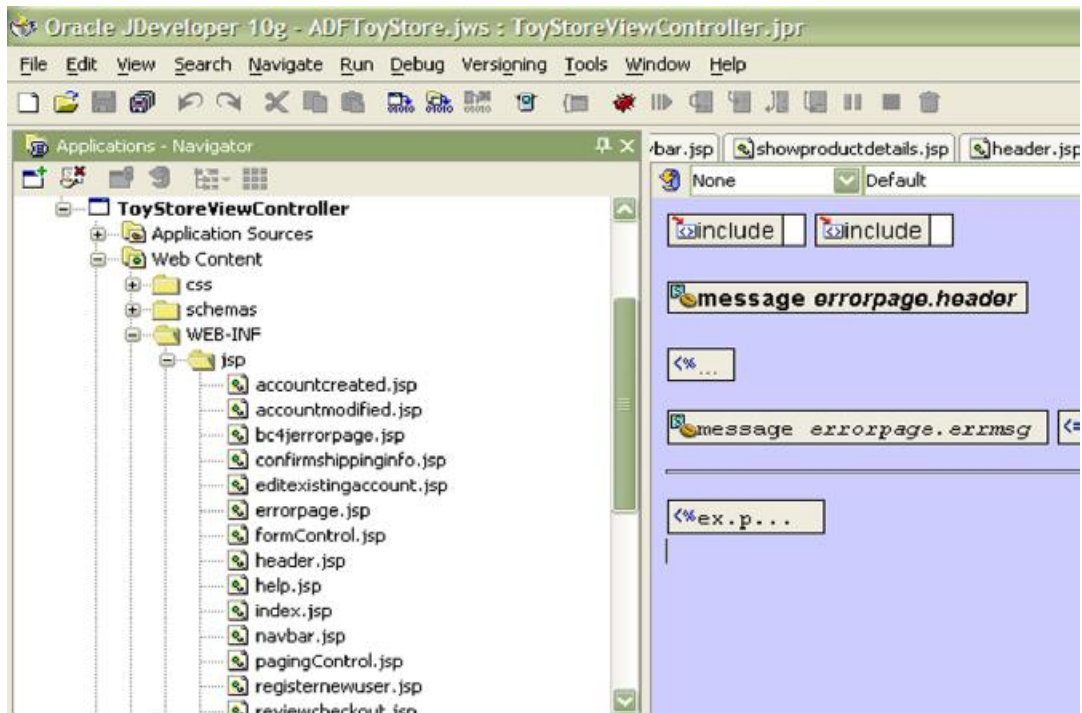 Oracle JDeveloper 10g - ADFToyStore.jws : ToyStoreViewController.jpr
File Edit View Search Navigate Run Debug Versioning Tools Window Help
Applications - Navigator
bar.jsp showproductdetails.jsp header.jsp
None Default
ToyStoreViewController
Application Sources
Web Content
css
schemas
WEB-INF
jsp
accountcreated.jsp
accountmodified.jsp
bc4jerrorpage.jsp
confirmshippinginfo.jsp
editexistingaccount.jsp
errorpage.jsp
formControl.jsp
header.jsp
help.jsp
index.jsp
navbar.jsp
pagingControl.jsp
registernewuser.jsp
reviewcheckout.jsp
include include
message errorpage.header
<%...
message errorpage.errmsg <=
<%ex.p...